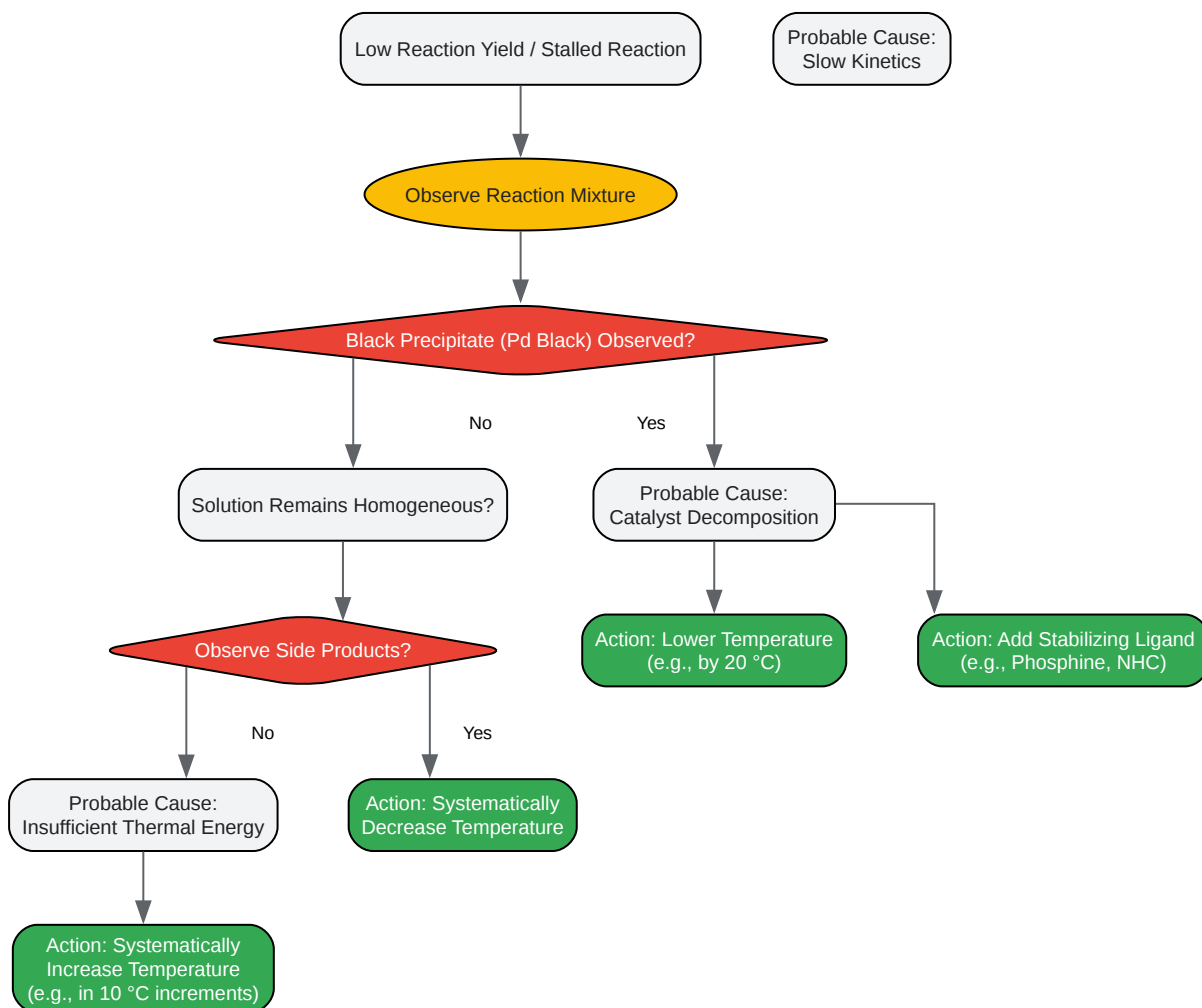 Low Reaction Yield / Stalled Reaction
Probable Cause:
Slow Kinetics
Observe Reaction Mixture
Black Precipitate (Pd Black) Observed?
No
Yes
Solution Remains Homogeneous?
Probable Cause:
Catalyst Decomposition
Observe Side Products?
Action: Lower Temperature
(e.g., by 20 °C)
Action: Add Stabilizing Ligand
(e.g., Phosphine, NHC)
No
Yes
Probable Cause:
Insufficient Thermal Energy
Action: Systematically
Decrease Temperature
Action: Systematically
Increase Temperature
(e.g., in 10 °C increments)